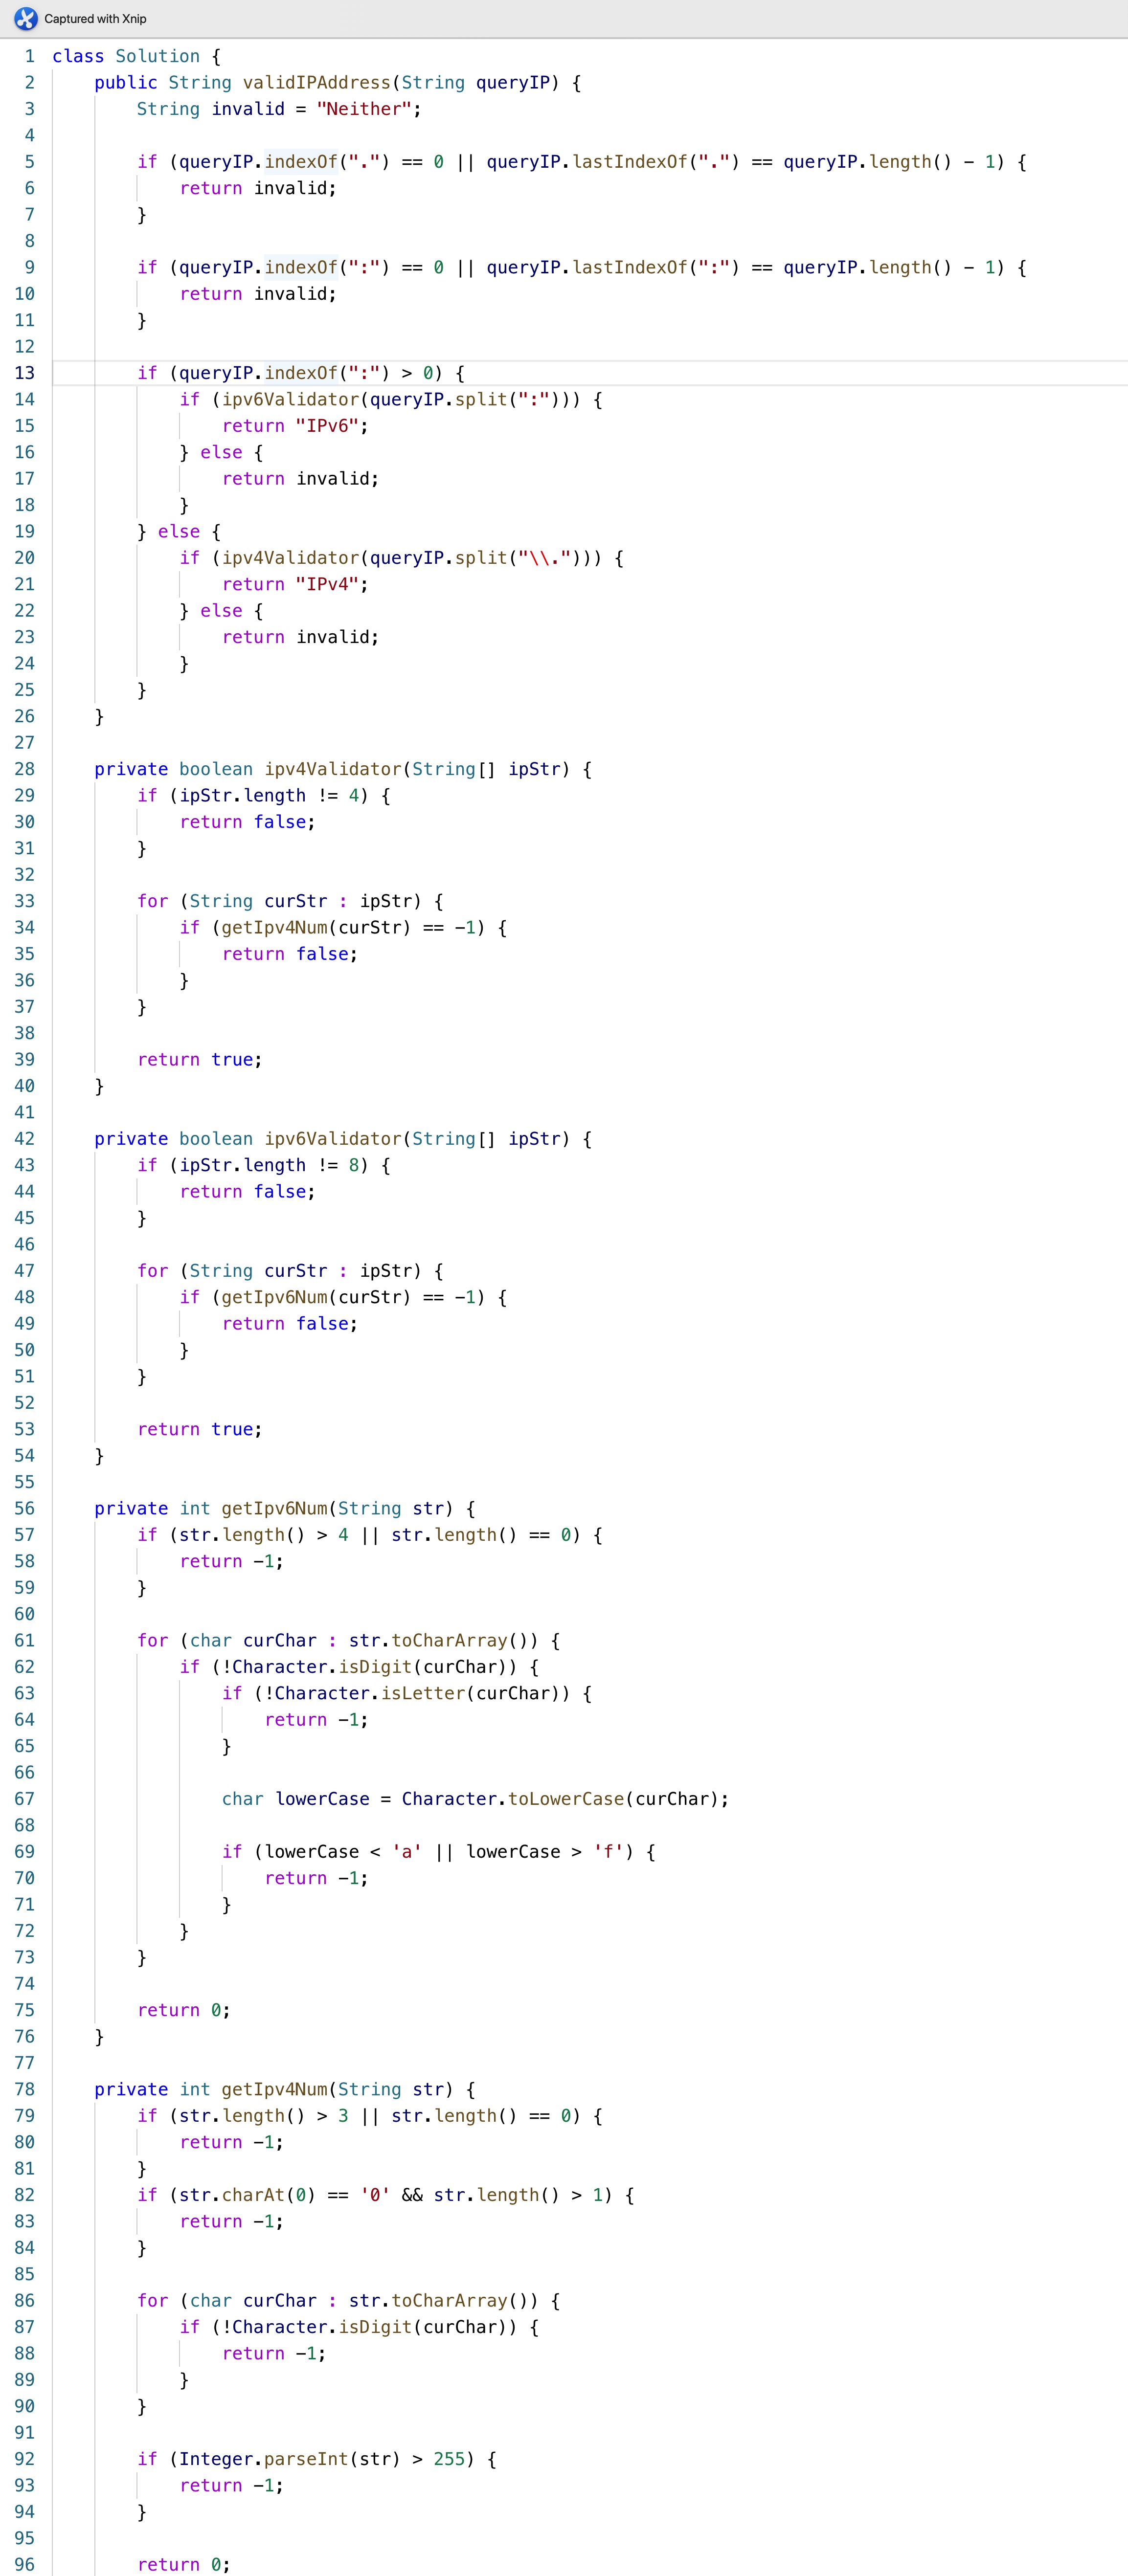 Captured with Xnip
1 class Solution {
2     public String validIPAddress(String queryIP) {
3         String invalid = "Neither";
4
5         if (queryIP.indexOf(".") == 0 || queryIP.lastIndexOf(".") == queryIP.length() - 1) {
6             return invalid;
7         }
8
9         if (queryIP.indexOf(":") == 0 || queryIP.lastIndexOf(":") == queryIP.length() - 1) {
10             return invalid;
11         }
12
13         if (queryIP.indexOf(":") > 0) {
14             if (ipv6Validator(queryIP.split(":"))) {
15                 return "IPv6";
16             } else {
17                 return invalid;
18             }
19         } else {
20             if (ipv4Validator(queryIP.split("\\."))) {
21                 return "IPv4";
22             } else {
23                 return invalid;
24             }
25         }
26     }
27
28     private boolean ipv4Validator(String[] ipStr) {
29         if (ipStr.length != 4) {
30             return false;
31         }
32
33         for (String curStr : ipStr) {
34             if (getIpv4Num(curStr) == -1) {
35                 return false;
36             }
37         }
38
39         return true;
40     }
41
42     private boolean ipv6Validator(String[] ipStr) {
43         if (ipStr.length != 8) {
44             return false;
45         }
46
47         for (String curStr : ipStr) {
48             if (getIpv6Num(curStr) == -1) {
49                 return false;
50             }
51         }
52
53         return true;
54     }
55
56     private int getIpv6Num(String str) {
57         if (str.length() > 4 || str.length() == 0) {
58             return -1;
59         }
60
61         for (char curChar : str.toCharArray()) {
62             if (!Character.isDigit(curChar)) {
63                 if (!Character.isLetter(curChar)) {
64                     return -1;
65                 }
66
67                 char lowerCase = Character.toLowerCase(curChar);
68
69                 if (lowerCase < 'a' || lowerCase > 'f') {
70                     return -1;
71                 }
72             }
73         }
74
75         return 0;
76     }
77
78     private int getIpv4Num(String str) {
79         if (str.length() > 3 || str.length() == 0) {
80             return -1;
81         }
82         if (str.charAt(0) == '0' && str.length() > 1) {
83             return -1;
84         }
85
86         for (char curChar : str.toCharArray()) {
87             if (!Character.isDigit(curChar)) {
88                 return -1;
89             }
90         }
91
92         if (Integer.parseInt(str) > 255) {
93             return -1;
94         }
95
96         return 0;